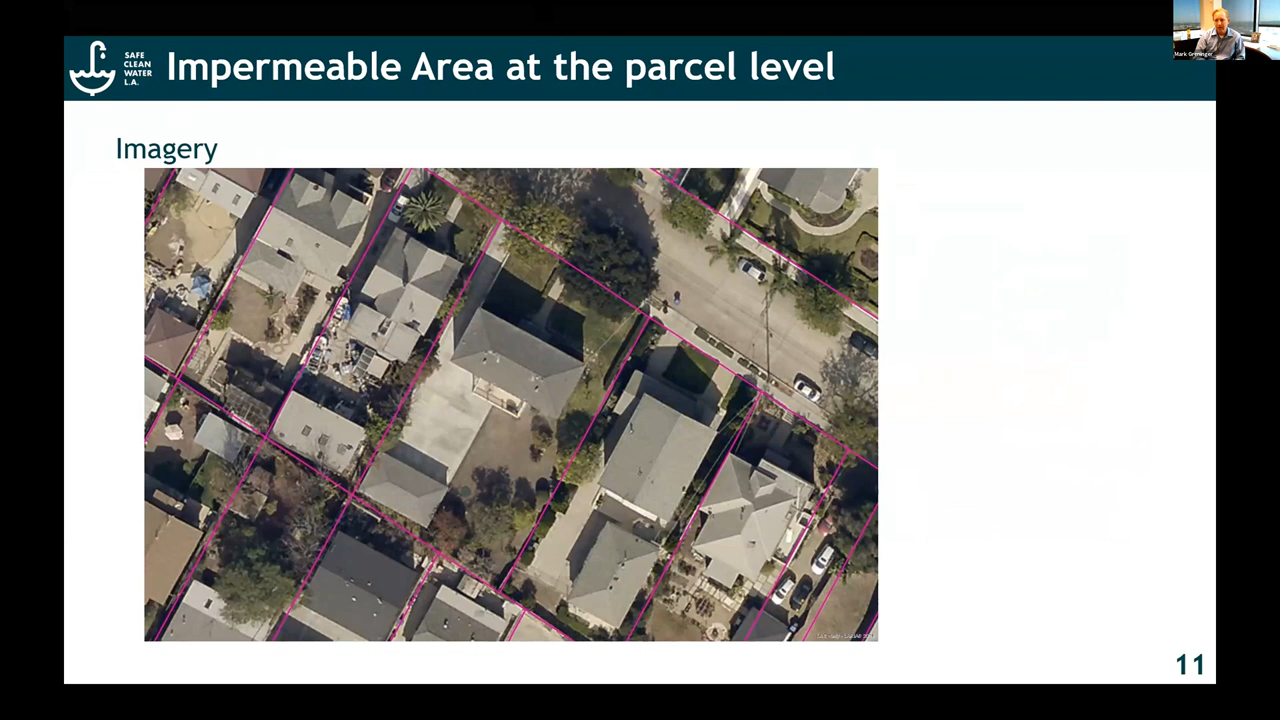 SAFE
CLEAN
WATER
L.A.
Impermeable Area at the parcel level
Imagery
11